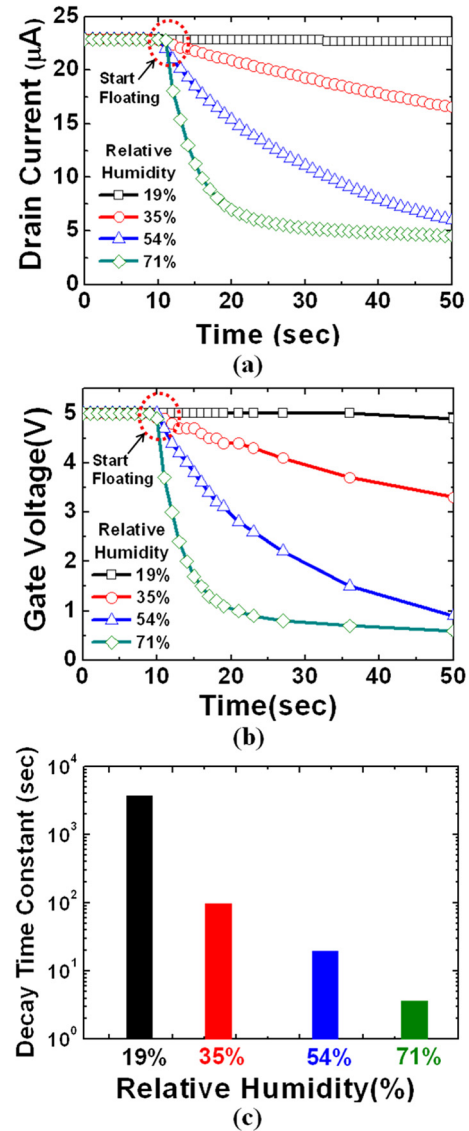 (a)
Drain Current (μA)
25
20
15
10
5
0
Start
Floating
Relative
Humidity
19%
35%
54%
71%
0 10 20 30 40 50
Time (sec)
(a)
Gate Voltage(V)
5
4
3
2
1
0
Start
Floating
Relative
Humidity
19%
35%
54%
71%
0 10 20 30 40 50
Time(sec)
(b)
Decay Time Constant (sec)
10^4
10^3
10^2
10^1
10^0
19% 35% 54% 71%
Relative Humidity(%)
(c)